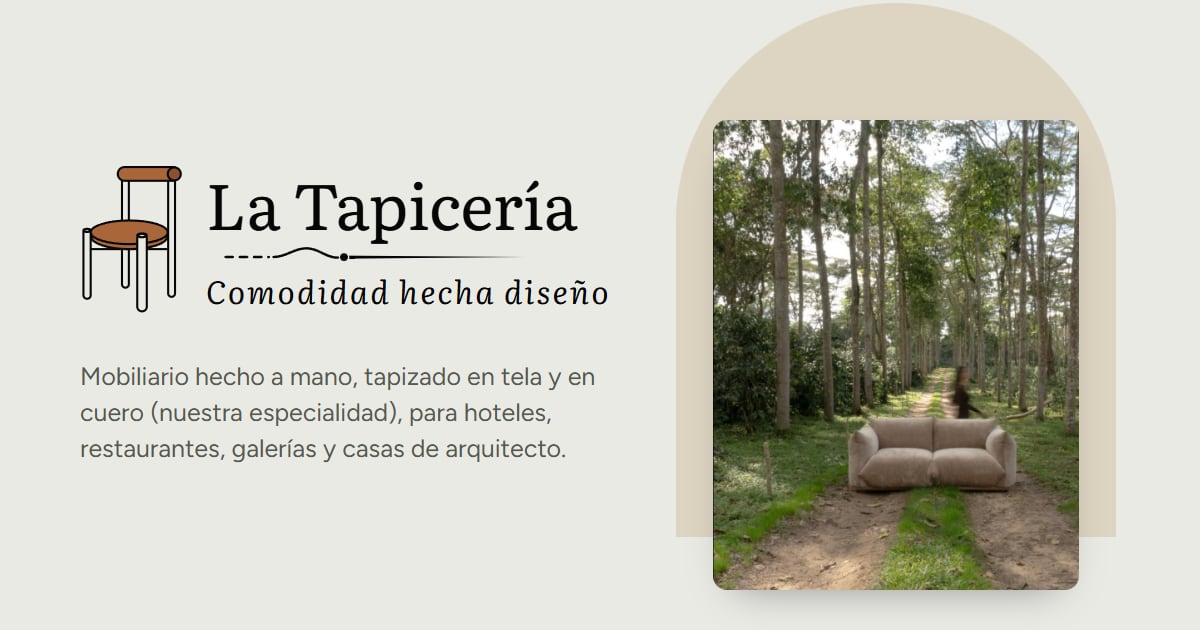 La Tapicería
Comodidad hecha diseño
Mobiliario hecho a mano, tapizado en tela y en
cuero (nuestra especialidad), para hoteles,
restaurantes, galerías y casas de arquitecto.